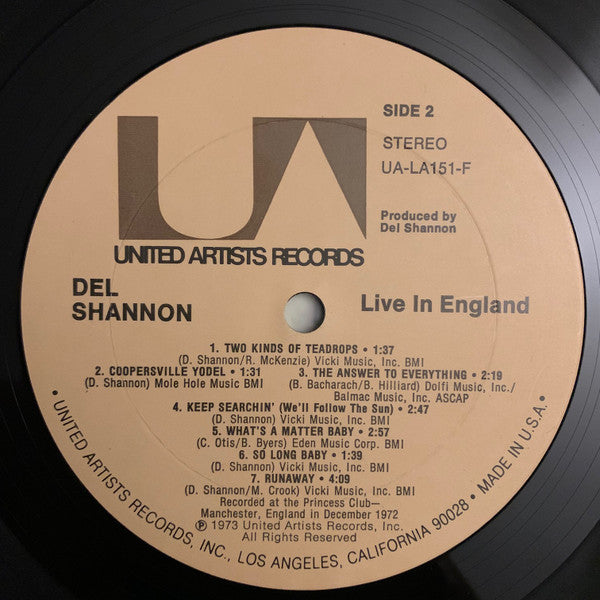 SIDE 2
STEREO
UA-LA151-F
Produced by
Del Shannon
UA
UNITED ARTISTS RECORDS
DEL
SHANNON
Live In England
1. TWO KINDS OF TEARDROPS • 1:37
(D. Shannon/R. McKenzie) Vicki Music, Inc. BMI
2. COOPERSVILLE YODEL • 1:31
(D. Shannon) Mole Hole Music BMI
3. THE ANSWER TO EVERYTHING • 2:19
(B. Bacharach/B. Hilliard) Dolfi Music, Inc./
Balmac Music, Inc. ASCAP
4. KEEP SEARCHIN' (We'll Follow The Sun) • 2:47
(D. Shannon) Vicki Music, Inc. BMI
5. WHAT'S A MATTER BABY • 2:57
(C. Otis/B. Byers) Eden Music Corp. BMI
6. SO LONG BABY • 1:39
(D. Shannon) Vicki Music, Inc. BMI
7. RUNAWAY • 4:09
(D. Shannon/M. Crook) Vicki Music, Inc. BMI
Recorded at the Princess Club—
Manchester, England in December 1972
℗ 1973 United Artists Records, Inc.
All Rights Reserved
• UNITED ARTISTS RECORDS, INC., LOS ANGELES, CALIFORNIA 90028 • MADE IN U.S.A. •